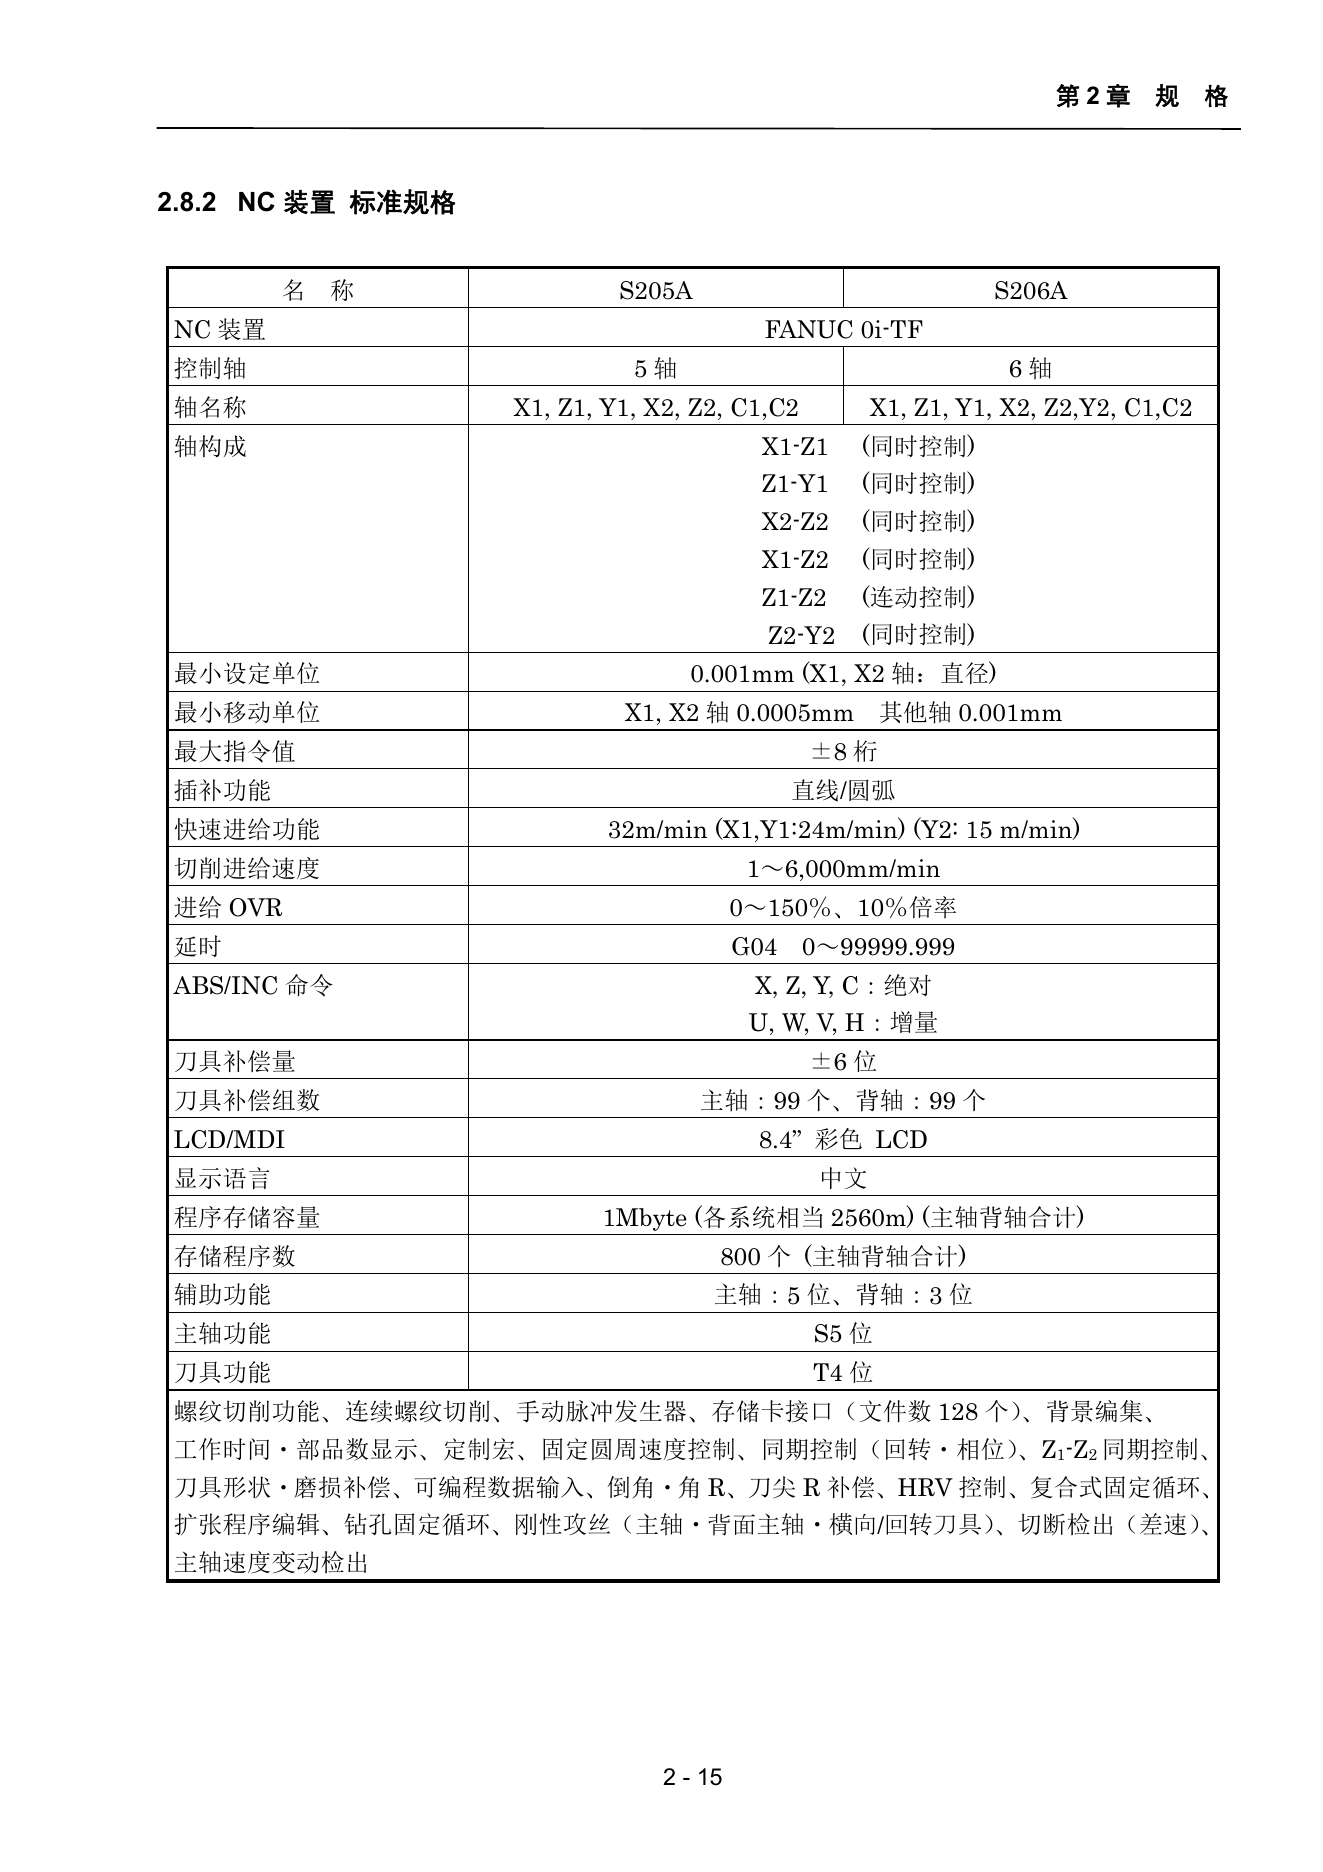 第 2 章 规 格
2.8.2 NC 装置 标准规格
名 称 S205A S206A
NC 装置 FANUC 0i-TF
控制轴 5 轴 6 轴
轴名称 X1, Z1, Y1, X2, Z2, C1,C2 X1, Z1, Y1, X2, Z2,Y2, C1,C2
轴构成 X1-Z1 (同时控制)
Z1-Y1 (同时控制)
X2-Z2 (同时控制)
X1-Z2 (同时控制)
Z1-Z2 (连动控制)
Z2-Y2 (同时控制)
最小设定单位 0.001mm (X1, X2 轴：直径)
最小移动单位 X1, X2 轴 0.0005mm 其他轴 0.001mm
最大指令值 ±8 桁
插补功能 直线/圆弧
快速进给功能 32m/min (X1,Y1:24m/min) (Y2: 15 m/min)
切削进给速度 1～6,000mm/min
进给 OVR 0～150%、10%倍率
延时 G04 0～99999.999
ABS/INC 命令 X, Z, Y, C : 绝对
U, W, V, H : 增量
刀具补偿量 ±6 位
刀具补偿组数 主轴 : 99 个、背轴 : 99 个
LCD/MDI 8.4” 彩色 LCD
显示语言 中文
程序存储容量 1Mbyte (各系统相当 2560m) (主轴背轴合计)
存储程序数 800 个 (主轴背轴合计)
辅助功能 主轴 : 5 位、背轴 : 3 位
主轴功能 S5 位
刀具功能 T4 位
螺纹切削功能、连续螺纹切削、手动脉冲发生器、存储卡接口（文件数 128 个）、背景编集、
工作时间・部品数显示、定制宏、固定圆周速度控制、同期控制（回转・相位）、Z₁-Z₂ 同期控制、
刀具形状・磨损补偿、可编程数据输入、倒角・角 R、刀尖 R 补偿、HRV 控制、复合式固定循环、
扩张程序编辑、钻孔固定循环、刚性攻丝（主轴・背面主轴・横向/回转刀具）、切断检出（差速）、
主轴速度变动检出
2 - 15